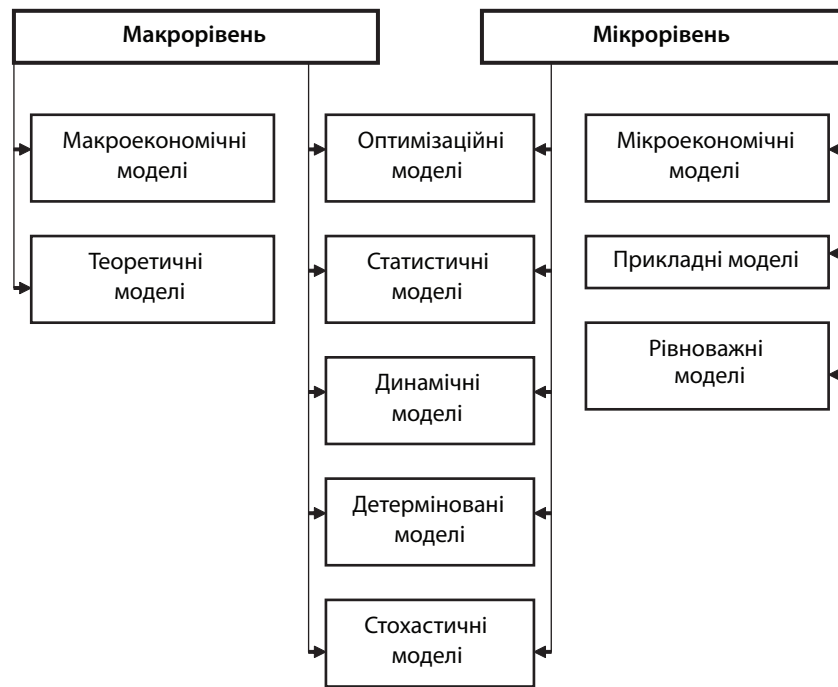 Макрорівень
Мікрорівень
Макроекономічні
моделі
Теоретичні
моделі
Оптимізаційні
моделі
Статистичні
моделі
Динамічні
моделі
Детерміновані
моделі
Стохастичні
моделі
Мікроекономічні
моделі
Прикладні моделі
Рівноважні
моделі